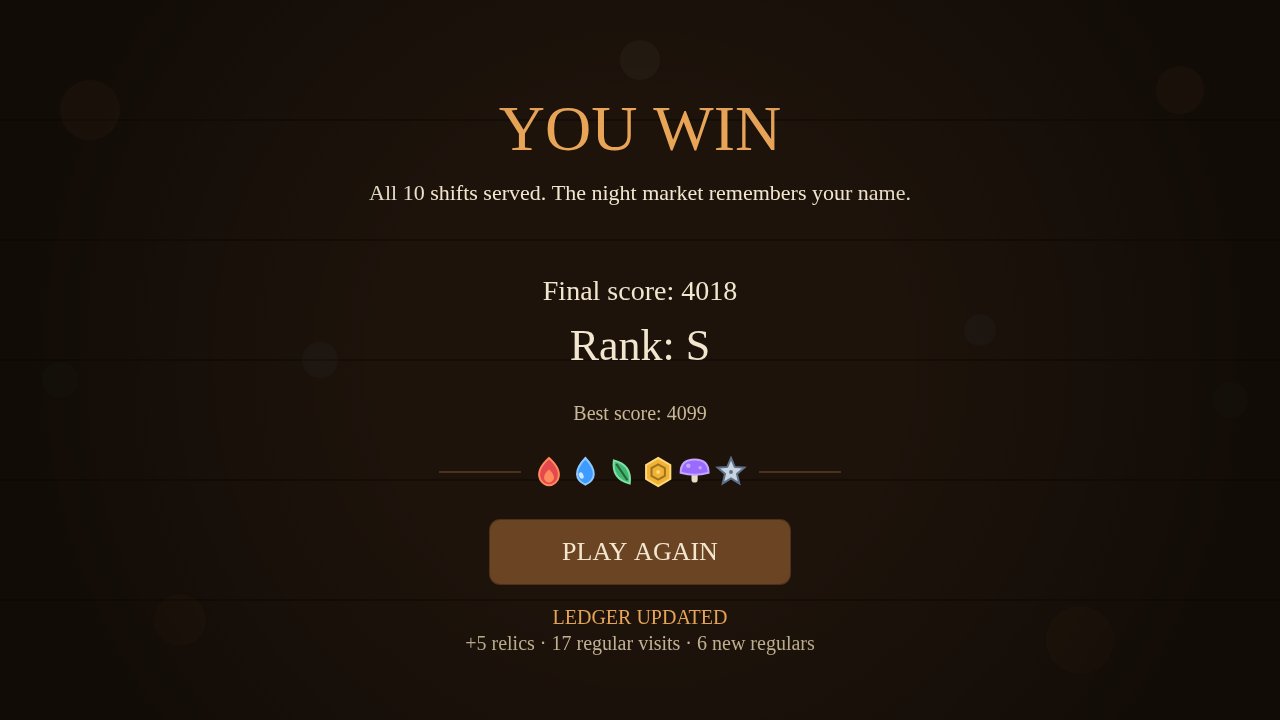 YOU WIN
All 10 shifts served. The night market remembers your name.
Final score: 4018
Rank: S
Best score: 4099
PLAY AGAIN
LEDGER UPDATED
+5 relics · 17 regular visits · 6 new regulars